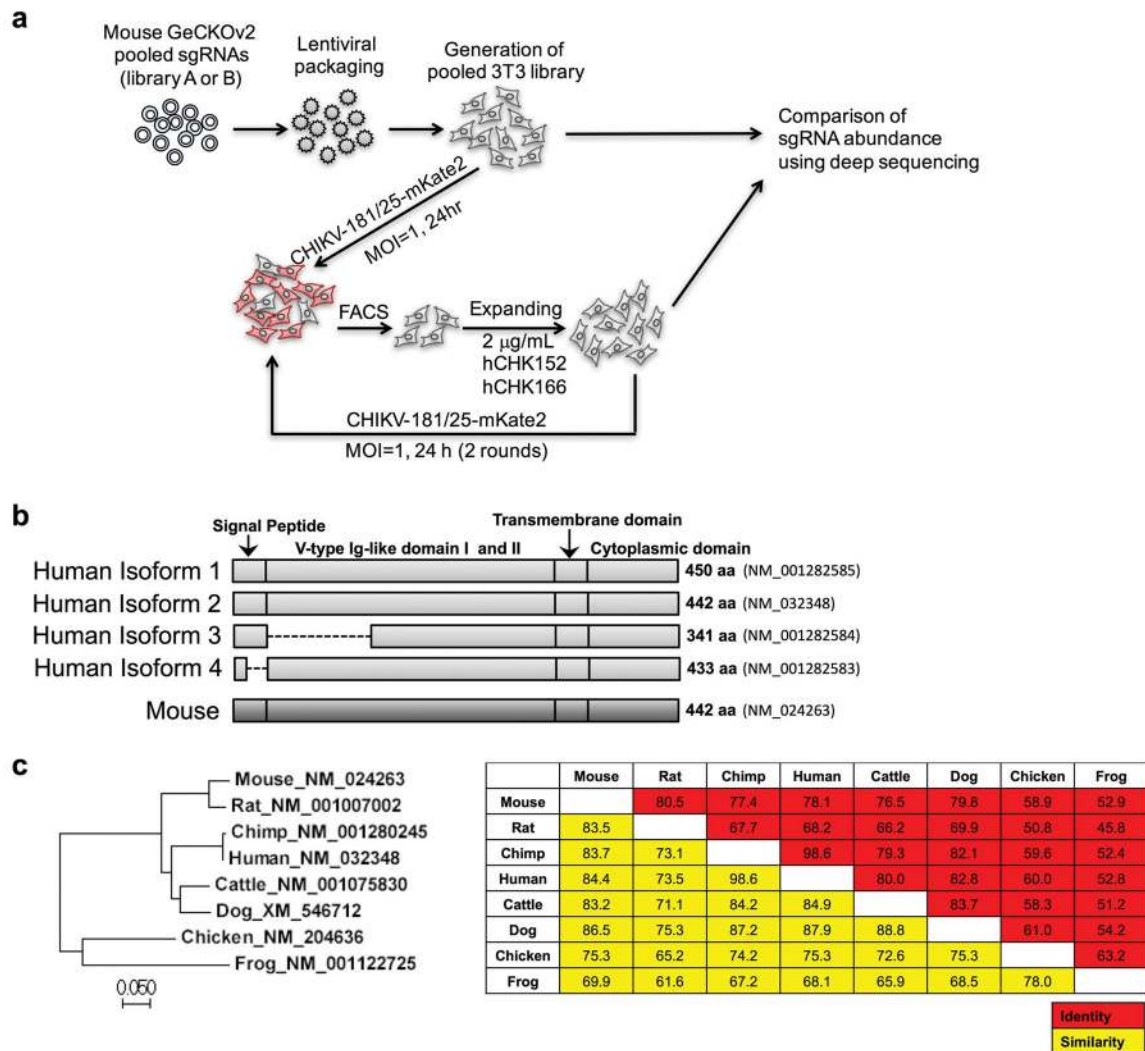 a
Mouse GeCKOv2
pooled sgRNAs
(library A or B)
Lentiviral
packaging
Generation of
pooled 3T3 library
Comparison of
sgRNA abundance
using deep sequencing
CHIKV-181/25-mKate2
MOI=1, 24hr
FACS
Expanding
2 μg/mL
hCHK152
hCHK166
CHIKV-181/25-mKate2
MOI=1, 24 h (2 rounds)
b
Signal Peptide
Transmembrane domain
V-type Ig-like domain I and II
Cytoplasmic domain
Human Isoform 1 450 aa (NM_001282585)
Human Isoform 2 442 aa (NM_032348)
Human Isoform 3 341 aa (NM_001282584)
Human Isoform 4 433 aa (NM_001282583)
Mouse 442 aa (NM_024263)
c
Mouse_NM_024263
Rat_NM_001007002
Chimp_NM_001280245
Human_NM_032348
Cattle_NM_001075830
Dog_XM_546712
Chicken_NM_204636
Frog_NM_001122725
0.050
Mouse Rat Chimp Human Cattle Dog Chicken Frog
Mouse 80.5 77.4 78.1 76.5 79.8 58.9 52.9
Rat 83.5 67.7 68.2 66.2 69.9 50.8 45.8
Chimp 83.7 73.1 98.6 79.3 82.1 59.6 52.4
Human 84.4 73.5 98.6 80.0 82.8 60.0 52.8
Cattle 83.2 71.1 84.2 84.9 83.7 58.3 51.2
Dog 86.5 75.3 87.2 87.9 88.8 61.0 54.2
Chicken 75.3 65.2 74.2 75.3 72.6 75.3 63.2
Frog 69.9 61.6 67.2 68.1 65.9 68.5 78.0
Identity
Similarity